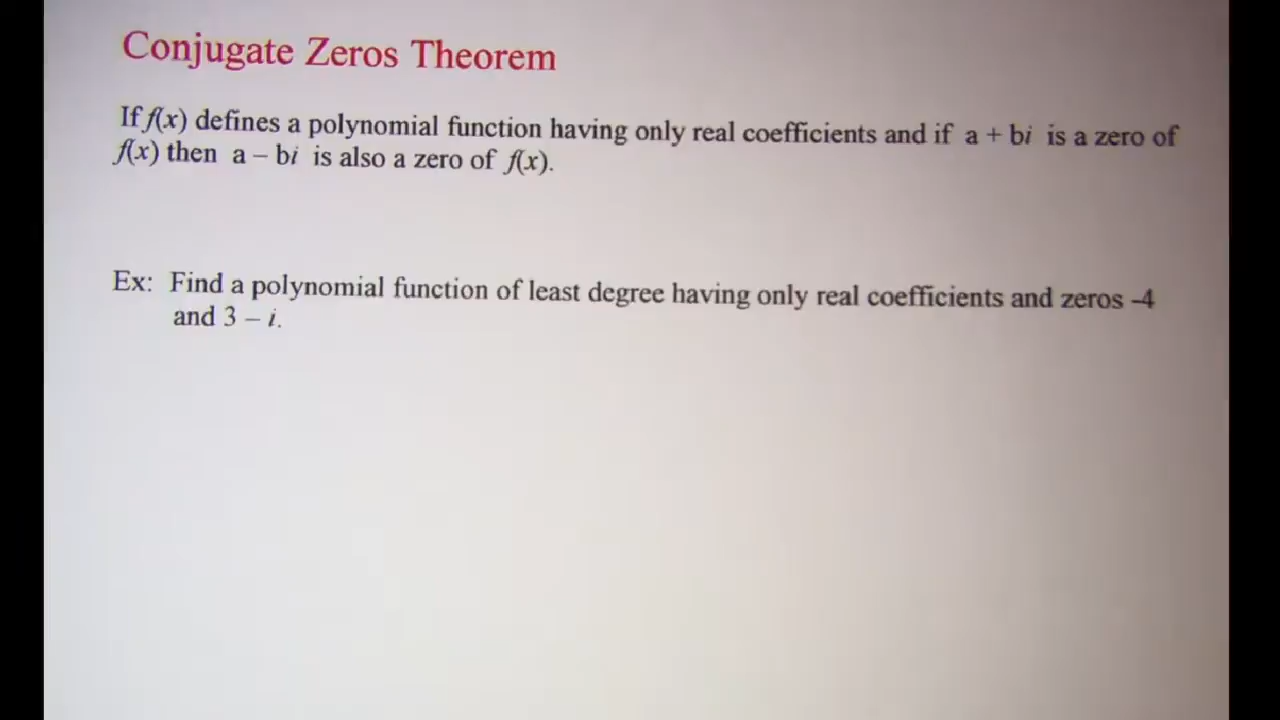 Conjugate Zeros Theorem
If f(x) defines a polynomial function having only real coefficients and if a + bi is a zero of
f(x) then a – bi is also a zero of f(x).
Ex: Find a polynomial function of least degree having only real coefficients and zeros -4
and 3 – i.